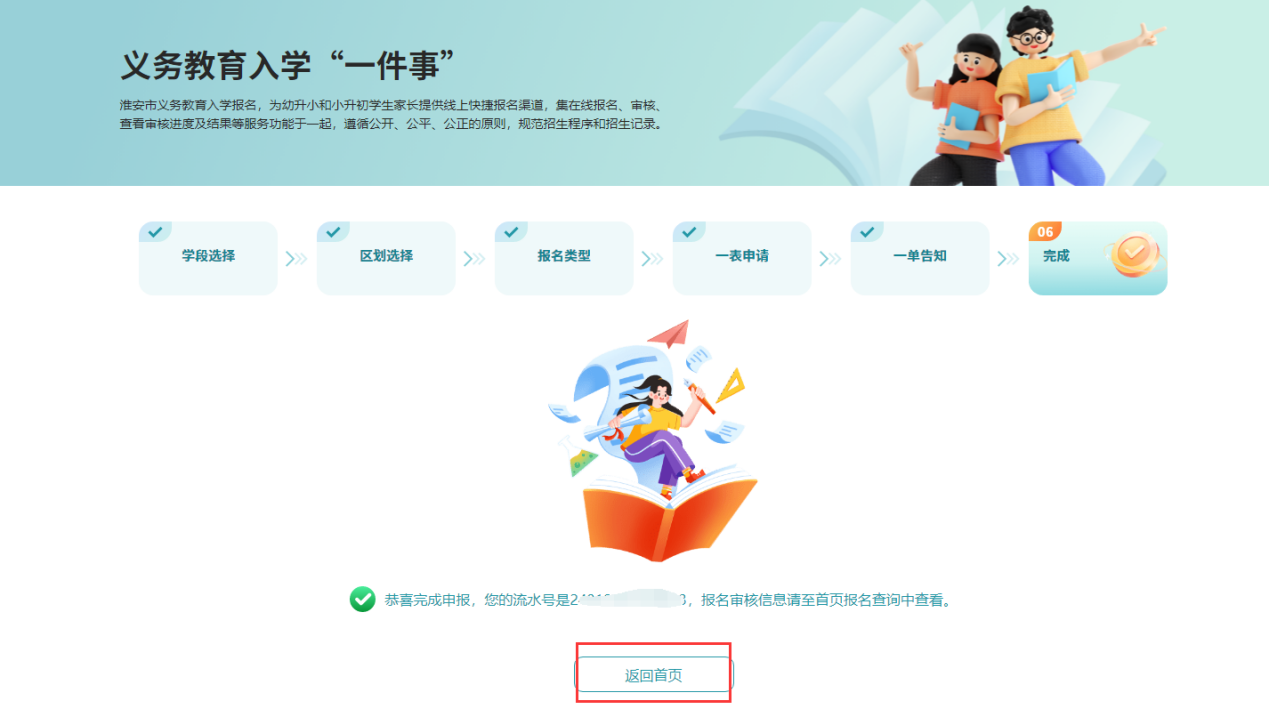 义务教育入学“一件事”
淮安市义务教育入学报名，为幼升小和小升初学生家长提供线上快捷报名渠道，集在线报名、审核、
查看审核进度及结果等服务功能于一起，遵循公开、公平、公正的原则，规范招生程序和招生记录。
学段选择
区划选择
报名类型
一表申请
一单告知
06
完成
恭喜完成申报，您的流水号是，报名审核信息请至首页报名查询中查看。
返回首页